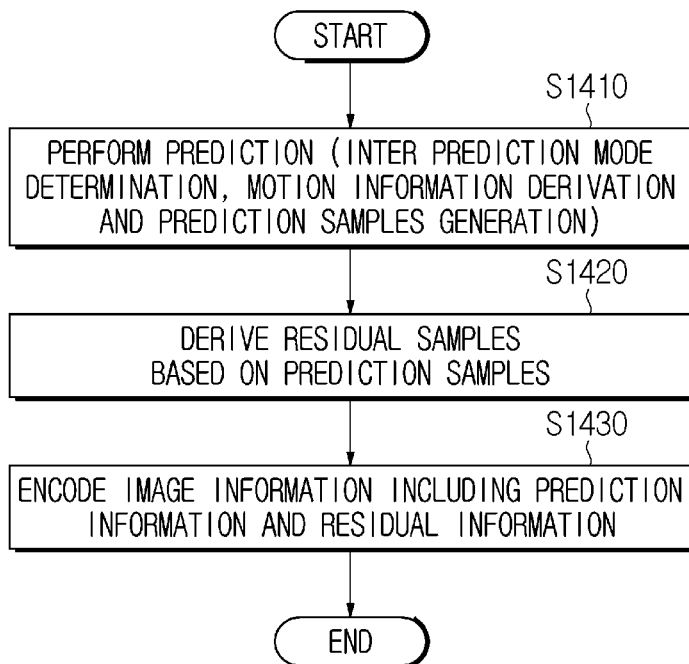 START
S1410
PERFORM PREDICTION (INTER PREDICTION MODE
DETERMINATION, MOTION INFORMATION DERIVATION
AND PREDICTION SAMPLES GENERATION)
S1420
DERIVE RESIDUAL SAMPLES
BASED ON PREDICTION SAMPLES
S1430
ENCODE IMAGE INFORMATION INCLUDING PREDICTION
INFORMATION AND RESIDUAL INFORMATION
END